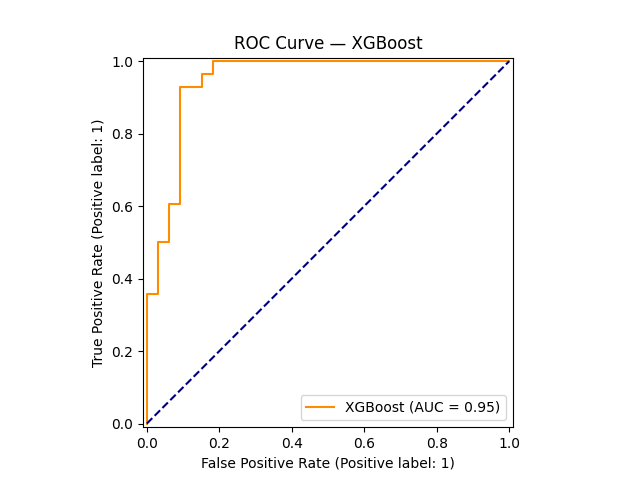 ROC Curve — XGBoost
True Positive Rate (Positive label: 1)
1.0
0.8
0.6
0.4
0.2
0.0
XGBoost (AUC = 0.95)
0.0 0.2 0.4 0.6 0.8 1.0
False Positive Rate (Positive label: 1)